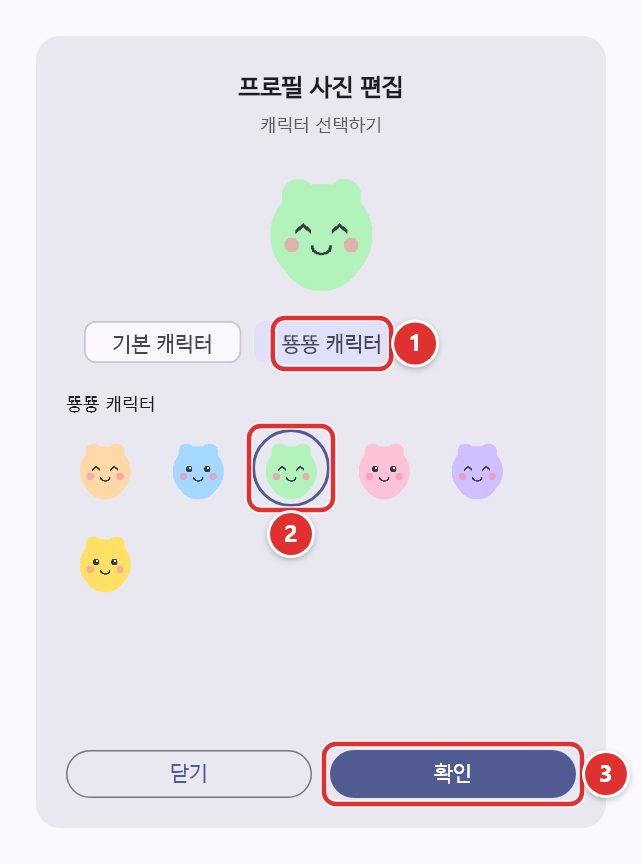 프로필 사진 편집
캐릭터 선택하기
기본 캐릭터 뚱뚱 캐릭터 1
뚱뚱 캐릭터
2
닫기 확인 3